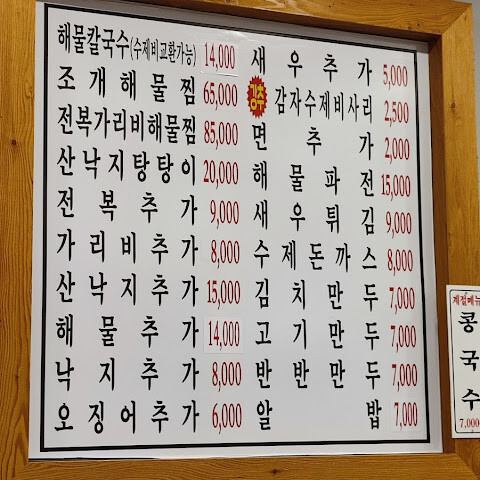 해물칼국수(수제비교환가능) 14,000
조개해물찜 65,000
전복가리비해물찜 85,000
산낙지탕탕이 20,000
전복추가 9,000
가리비추가 8,000
산낙지추가 15,000
해물추가 14,000
낙지추가 8,000
오징어추가 6,000
새우추가 5,000
강추 감자수제비사리 2,500
면추가 2,000
해물파전 15,000
새우튀김 9,000
수제돈까스 8,000
김치만두 7,000
고기만두 7,000
반반만두 7,000
알밥 7,000
계절메뉴
콩국수
7,000